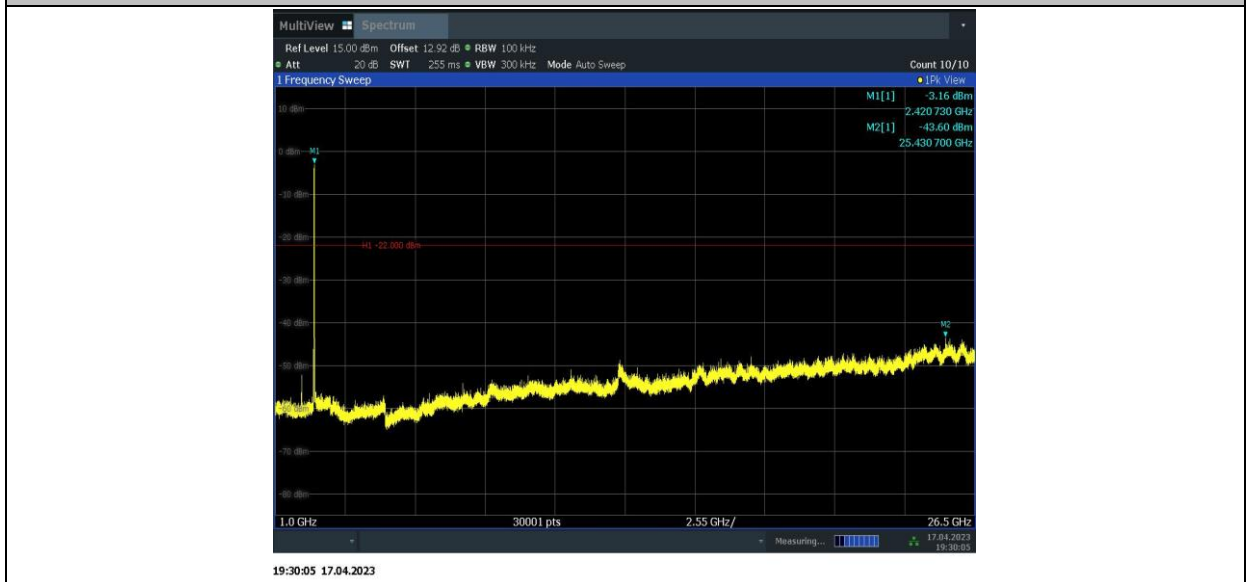 MultiView Spectrum
Ref Level 15.00 dBm Offset 12.92 dB RBW 100 kHz
Att 20 dB SWT 255 ms VBW 300 kHz Mode Auto Sweep Count 10/10
1 Frequency Sweep 1Pk View
M1[1] -3.16 dBm
10 dBm
2.420 730 GHz
M2[1] -43.60 dBm
25.430 700 GHz
0 dBm M1
-10 dBm
-20 dBm
H1 -22.000 dBm
-30 dBm
-40 dBm
M2
-50 dBm
-60 dBm
-70 dBm
-80 dBm
1.0 GHz 30001 pts 2.55 GHz/ 26.5 GHz
Measuring... 17.04.2023
19:30:05
19:30:05 17.04.2023